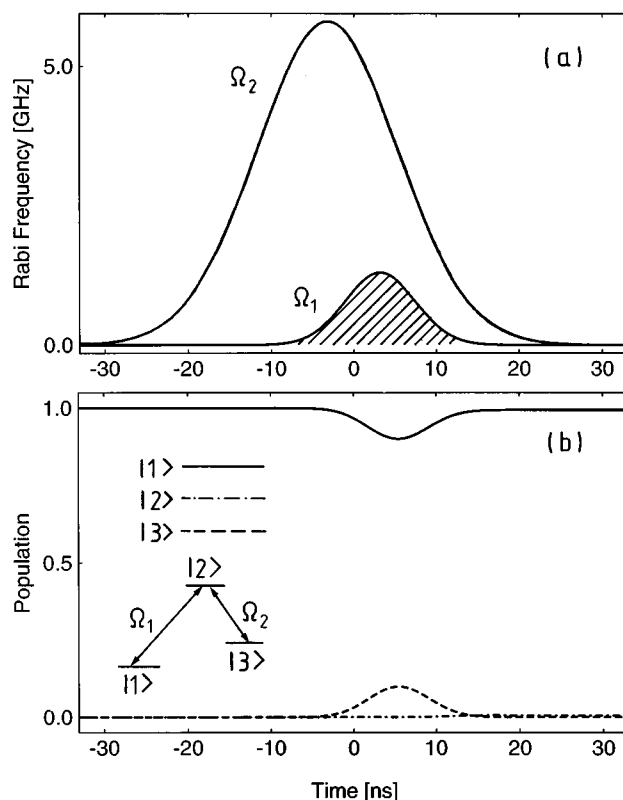 Rabi Frequency [GHz]
5.0
0.0
(a)
Ω₂
Ω₁
-30 -20 -10 0 10 20 30
Population
1.0
0.5
0.0
(b)
|1>
|2>
|3>
|2>
Ω₁ Ω₂
|3>
|1>
-30 -20 -10 0 10 20 30
Time [ns]